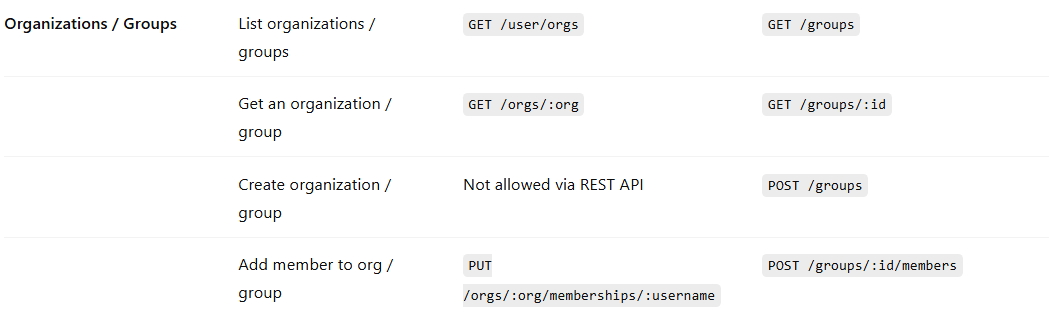 Organizations / Groups
List organizations /
groups
GET /user/orgs
GET /groups
Get an organization /
group
GET /orgs/:org
GET /groups/:id
Create organization /
group
Not allowed via REST API
POST /groups
Add member to org /
group
PUT
/orgs/:org/memberships/:username
POST /groups/:id/members